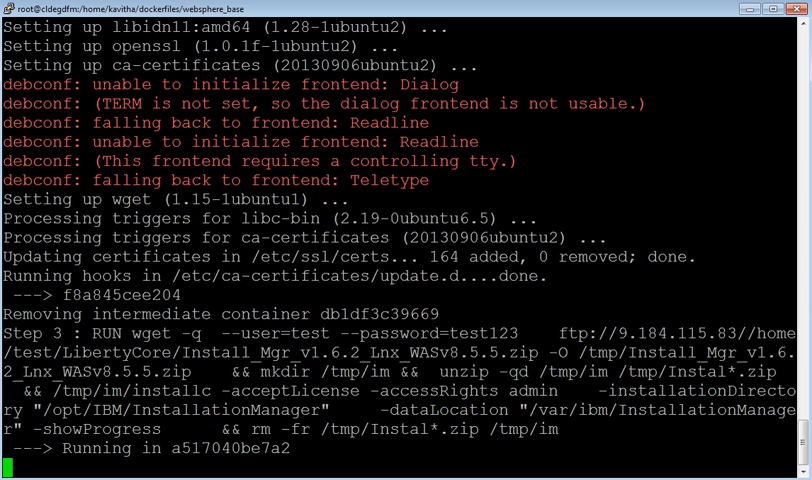 root@cldegdfm:/home/kavitha/dockerfiles/websphere_base
Setting up libidn11:amd64 (1.28-1ubuntu2) ...
Setting up openssl (1.0.1f-1ubuntu2) ...
Setting up ca-certificates (20130906ubuntu2) ...
debconf: unable to initialize frontend: Dialog
debconf: (TERM is not set, so the dialog frontend is not usable.)
debconf: falling back to frontend: Readline
debconf: unable to initialize frontend: Readline
debconf: (This frontend requires a controlling tty.)
debconf: falling back to frontend: Teletype
Setting up wget (1.15-1ubuntu1) ...
Processing triggers for libc-bin (2.19-0ubuntu6.5) ...
Processing triggers for ca-certificates (20130906ubuntu2) ...
Updating certificates in /etc/ssl/certs... 164 added, 0 removed; done.
Running hooks in /etc/ca-certificates/update.d....done.
 ---> f8a845cee204
Removing intermediate container db1df3c39669
Step 3 : RUN wget -q  --user=test --password=test123    ftp://9.184.115.83//home
/test/LibertyCore/Install_Mgr_v1.6.2_Lnx_WASv8.5.5.zip -O /tmp/Install_Mgr_v1.6.
2_Lnx_WASv8.5.5.zip    && mkdir /tmp/im &&  unzip -qd /tmp/im /tmp/Instal*.zip
  && /tmp/im/installc -acceptLicense -accessRights admin    -installationDirecto
ry "/opt/IBM/InstallationManager"     -dataLocation "/var/ibm/InstallationManage
r" -showProgress      && rm -fr /tmp/Instal*.zip /tmp/im
 ---> Running in a517040be7a2